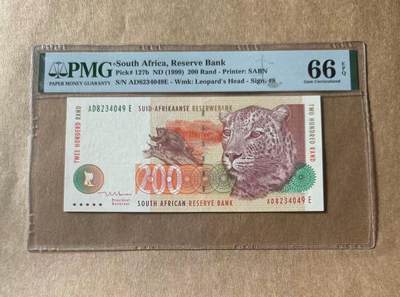 PMG
PAPER MONEY GUARANTY
South Africa, Reserve Bank
Pick# 127b ND (1999) 200 Rand - Printer: SABN
S/N AD8234049E - Wmk: Leopard's Head - Sign. #8
66 EPQ
Gem Uncirculated
AD8234049 E
SUID-AFRIKAANSE RESERWEBANK
TWEE HONDERD RAND
TWO HUNDRED RAND
200
SOUTH AFRICAN RESERVE BANK
AD8234049 E